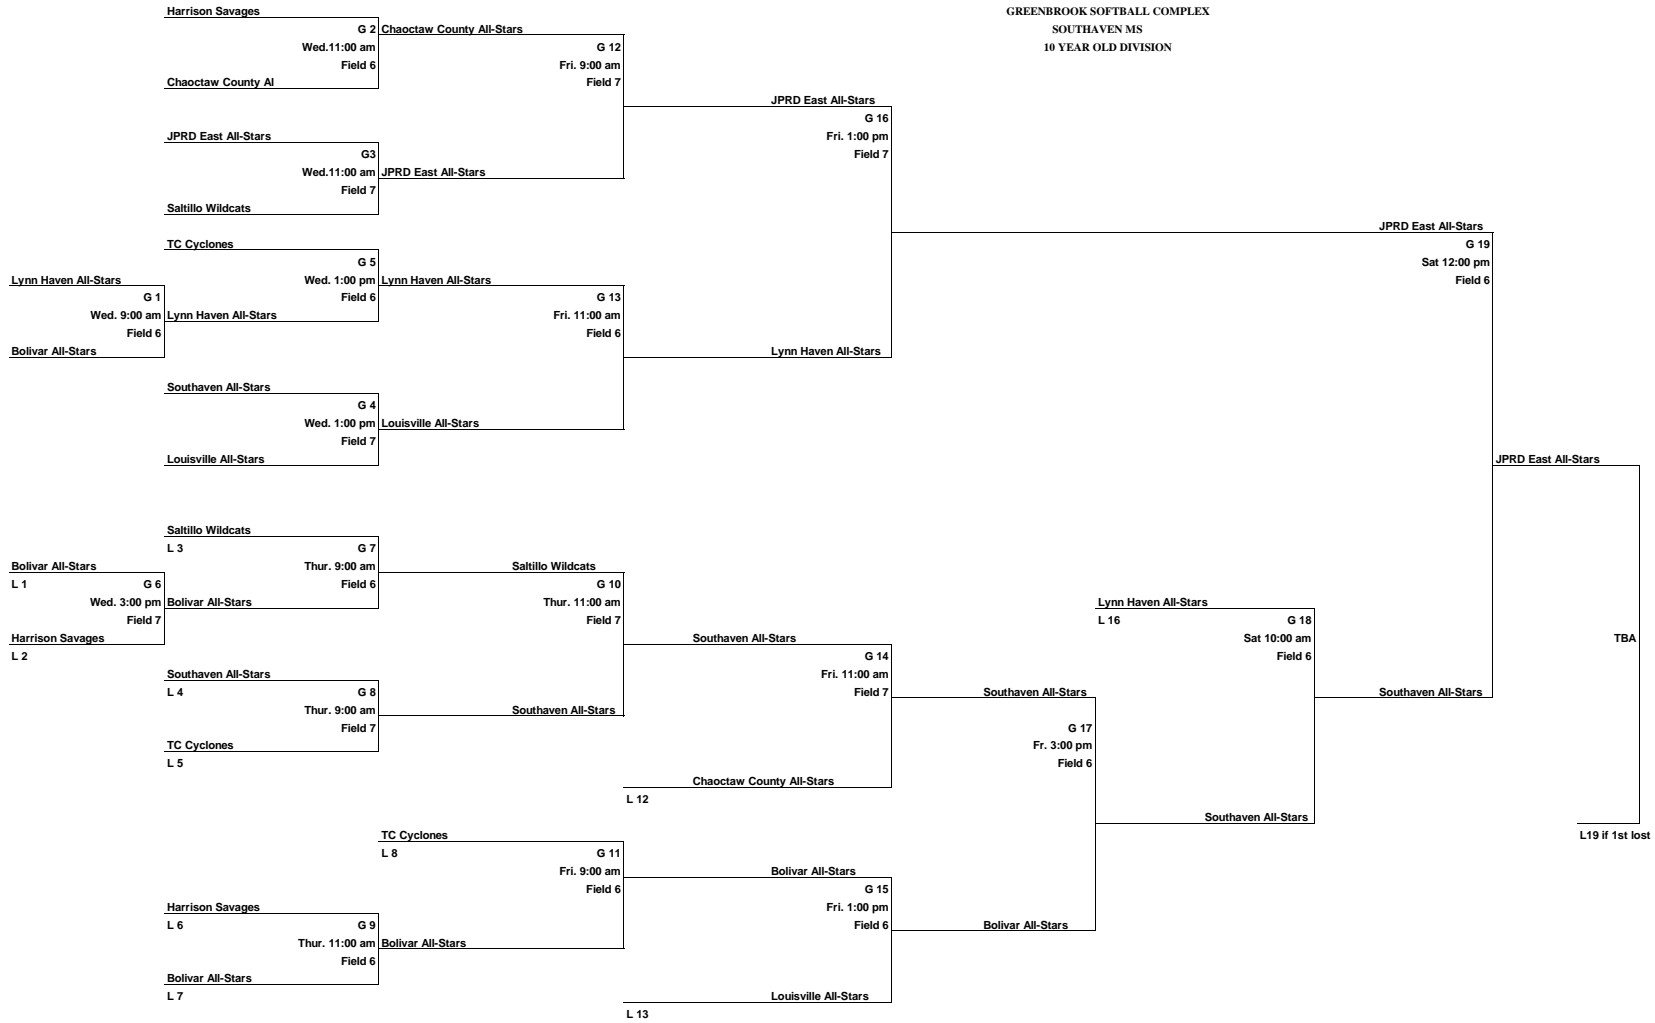 Harrison Savages
GREENBROOK SOFTBALL COMPLEX
SOUTHAVEN MS
10 YEAR OLD DIVISION
G 2
Chaoctaw County All-Stars
Wed.11:00 am
G 12
Field 6
Fri. 9:00 am
Chaoctaw County Al
Field 7
JPRD East All-Stars
G 16
JPRD East All-Stars
Fri. 1:00 pm
G3
Field 7
Wed.11:00 am
JPRD East All-Stars
Field 7
Saltillo Wildcats
JPRD East All-Stars
TC Cyclones
G 19
G 5
Sat 12:00 pm
Lynn Haven All-Stars
Wed. 1:00 pm
Lynn Haven All-Stars
Field 6
G 1
Field 6
G 13
Wed. 9:00 am
Lynn Haven All-Stars
Fri. 11:00 am
Field 6
Field 6
Bolivar All-Stars
Lynn Haven All-Stars
Southaven All-Stars
G 4
Wed. 1:00 pm
Louisville All-Stars
Field 7
Louisville All-Stars
JPRD East All-Stars
Saltillo Wildcats
L 3
G 7
Bolivar All-Stars
Thur. 9:00 am
Saltillo Wildcats
L 1
G 6
Field 6
G 10
Wed. 3:00 pm
Bolivar All-Stars
Thur. 11:00 am
Lynn Haven All-Stars
Field 7
Field 7
L 16
G 18
Harrison Savages
Southaven All-Stars
Sat 10:00 am
TBA
L 2
G 14
Field 6
Southaven All-Stars
Fri. 11:00 am
L 4
G 8
Field 7
Southaven All-Stars
Southaven All-Stars
Thur. 9:00 am
Southaven All-Stars
Field 7
G 17
TC Cyclones
Fr. 3:00 pm
L 5
Field 6
Chaoctaw County All-Stars
L 12
Southaven All-Stars
TC Cyclones
L19 if 1st lost
L 8
G 11
Fri. 9:00 am
Bolivar All-Stars
Field 6
G 15
Harrison Savages
Fri. 1:00 pm
L 6
G 9
Field 6
Bolivar All-Stars
Thur. 11:00 am
Bolivar All-Stars
Field 6
Bolivar All-Stars
L 7
Louisville All-Stars
L 13